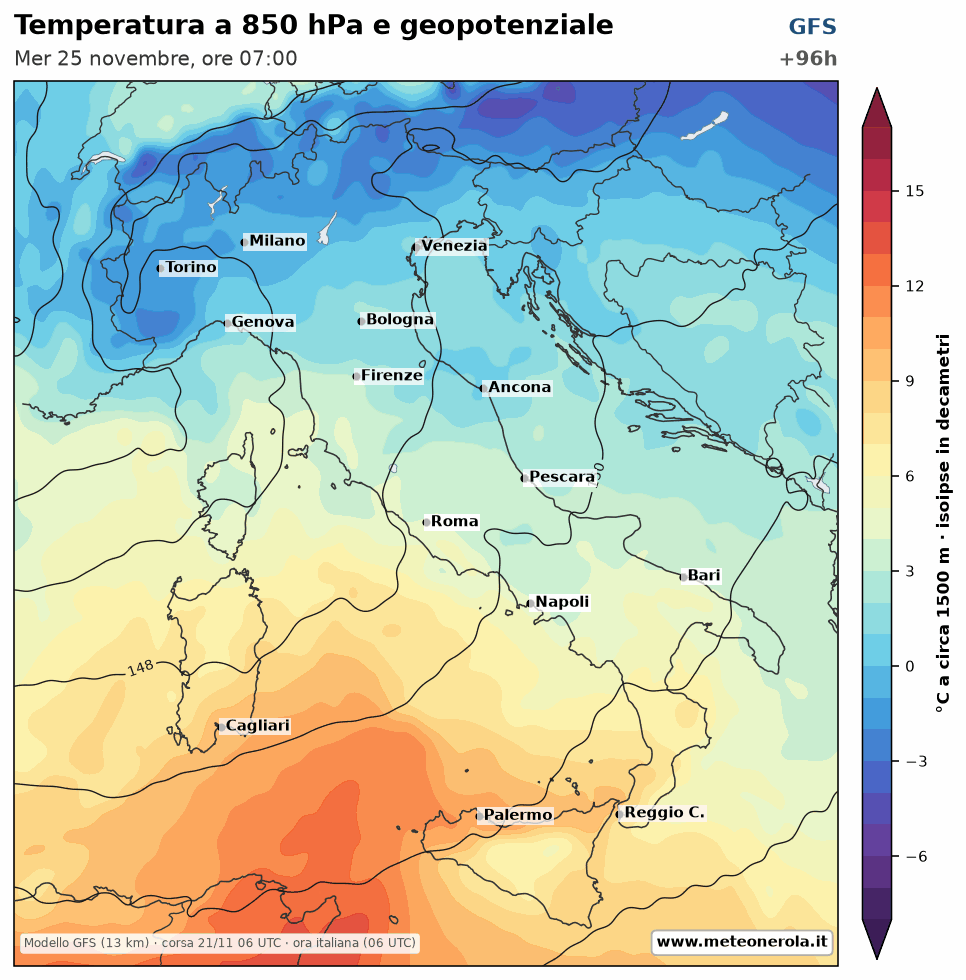 Temperatura a 850 hPa e geopotenziale
GFS
Mer 25 novembre, ore 07:00
+96h
Milano
Venezia
Torino
Genova
Bologna
Firenze
Ancona
Pescara
Roma
Bari
Napoli
148
Cagliari
Palermo
Reggio C.
15
12
9
6
3
0
−3
−6
°C a circa 1500 m · isoipse in decametri
Modello GFS (13 km) · corsa 21/11 06 UTC · ora italiana (06 UTC)
www.meteonerola.it